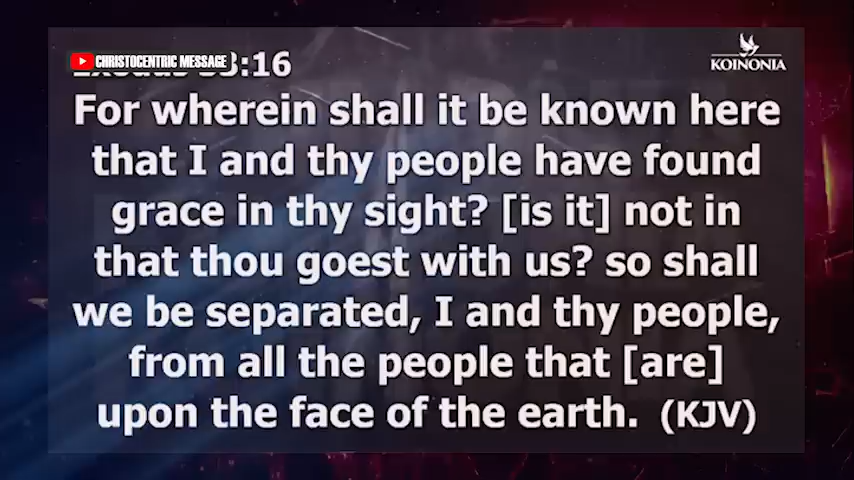 CHRISTOCENTRIC MESSAGE
:16
KOINONIA
For wherein shall it be known here
that I and thy people have found
grace in thy sight? [is it] not in
that thou goest with us? so shall
we be separated, I and thy people,
from all the people that [are]
upon the face of the earth. (KJV)